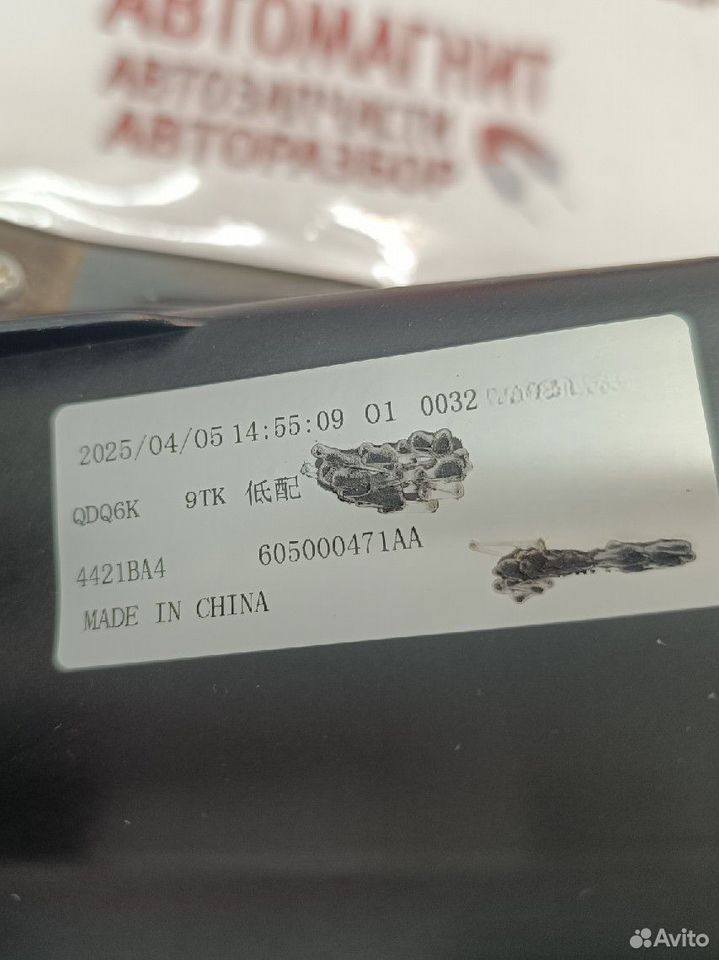 АВТОМАГНИТ
АВТОЗАПЧАСТИ
АВТОРАЗБОР
2025/04/05 14:55:09 01 0032
QDQ6K 9TK 低配
4421BA4 605000471AA
MADE IN CHINA
Avito